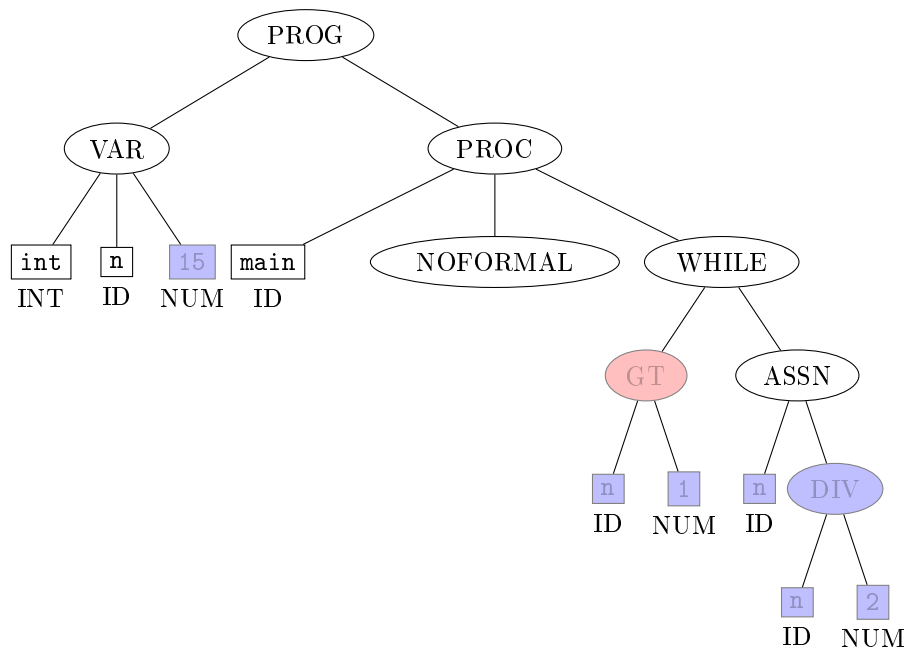 PROG
VAR PROC
int n 15 main NOFORMAL WHILE
INT ID NUM ID
GT ASSN
n 1 n DIV
ID NUM ID
n 2
ID NUM